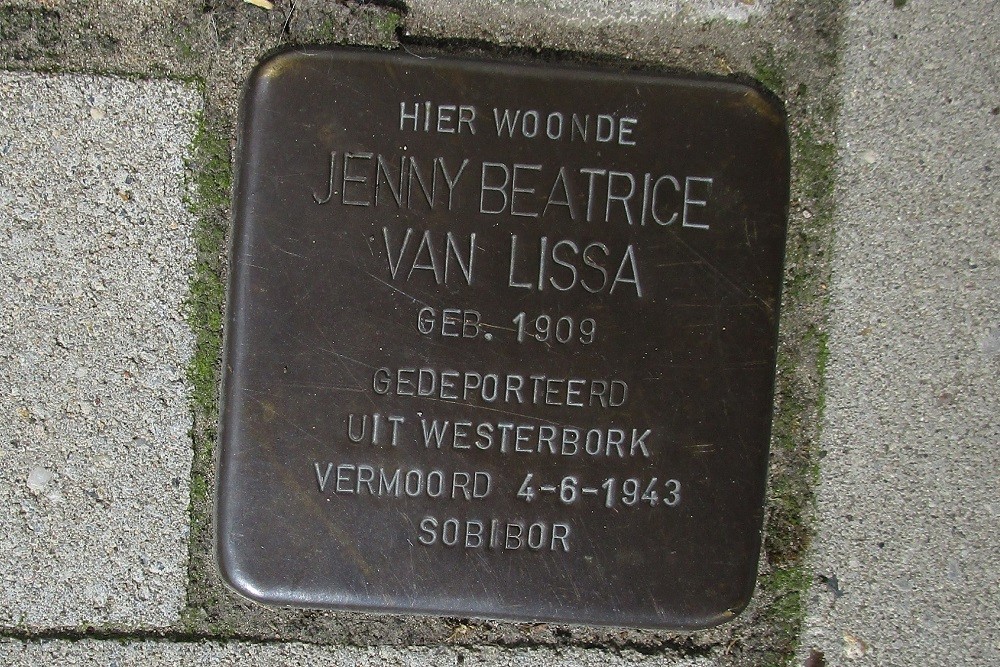 HIER WOONDE
JENNY BEATRICE
VAN LISSA
GEB. 1909
GEDEPORTEERD
UIT WESTERBORK
VERMOORD 4-6-1943
SOBIBOR